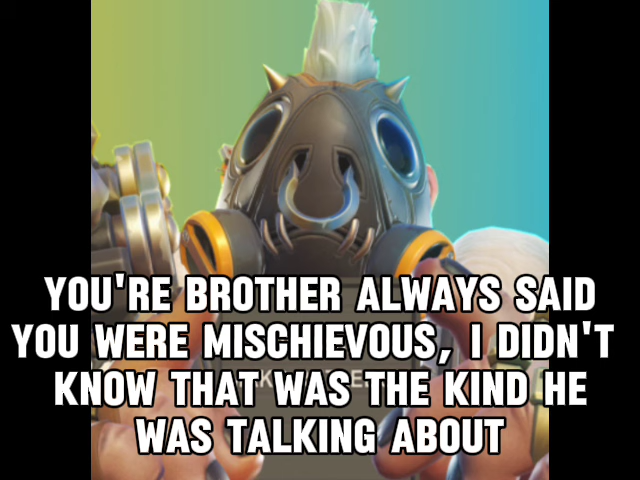 YOU'RE BROTHER ALWAYS SAID
YOU WERE MISCHIEVOUS, I DIDN'T
KNOW THAT WAS THE KIND HE
WAS TALKING ABOUT